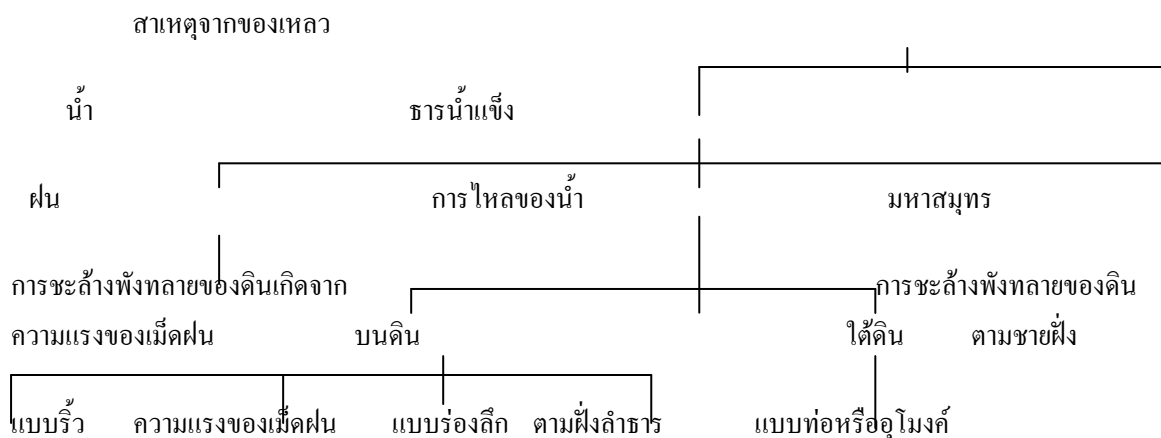 สาเหตุจากของเหลว
น้ำ ธารน้ำแข็ง
ฝน การไหลของน้ำ มหาสมุทร
การชะล้างพังทลายของดินเกิดจาก การชะล้างพังทลายของดิน
ความแรงของเม็ดฝน บนดิน ใต้ดิน ตามชายฝั่ง
แบบริ้ว ความแรงของเม็ดฝน แบบร่องลึก ตามฝั่งลำธาร แบบท่อหรืออุโมงค์